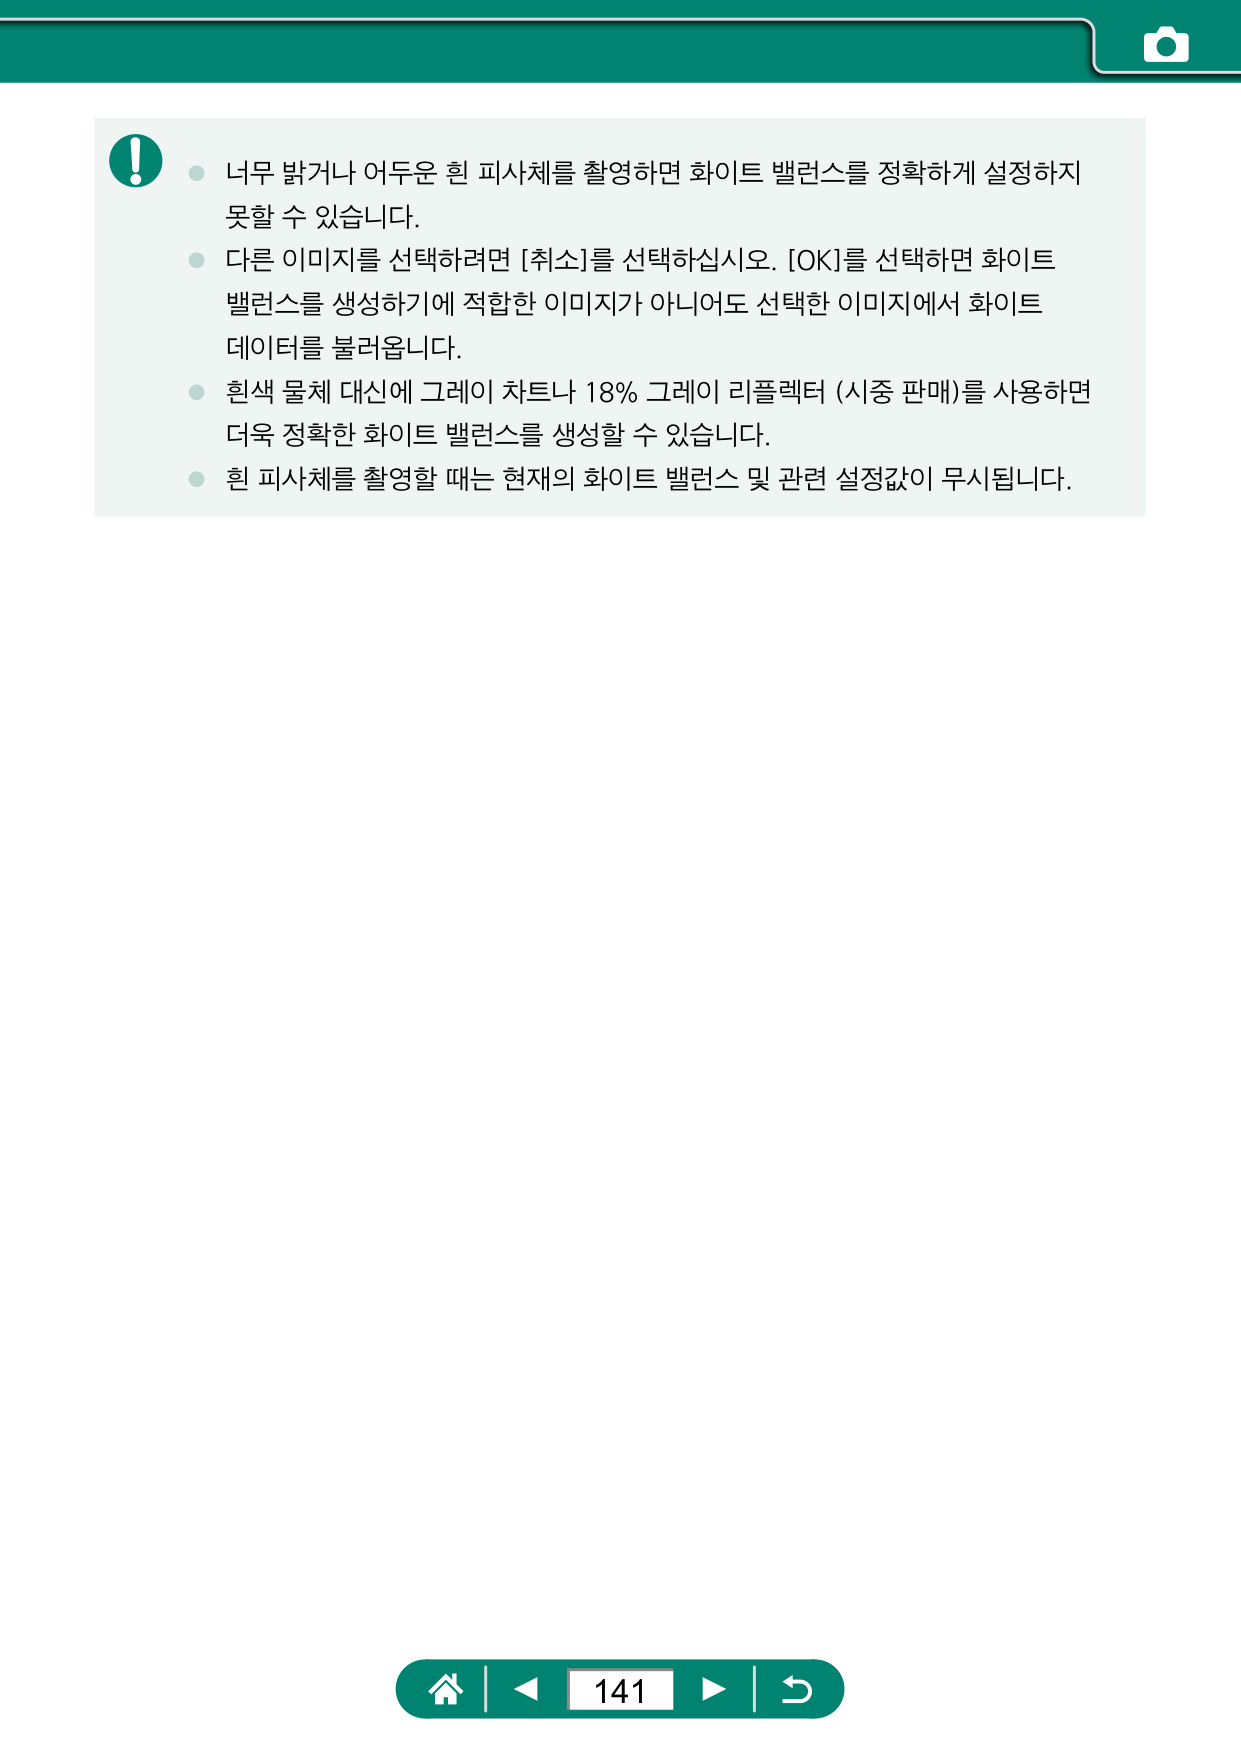 너무 밝거나 어두운 흰 피사체를 촬영하면 화이트 밸런스를 정확하게 설정하지
못할 수 있습니다.
다른 이미지를 선택하려면 [취소]를 선택하십시오. [OK]를 선택하면 화이트
밸런스를 생성하기에 적합한 이미지가 아니어도 선택한 이미지에서 화이트
데이터를 불러옵니다.
흰색 물체 대신에 그레이 차트나 18% 그레이 리플렉터 (시중 판매)를 사용하면
더욱 정확한 화이트 밸런스를 생성할 수 있습니다.
흰 피사체를 촬영할 때는 현재의 화이트 밸런스 및 관련 설정값이 무시됩니다.
141